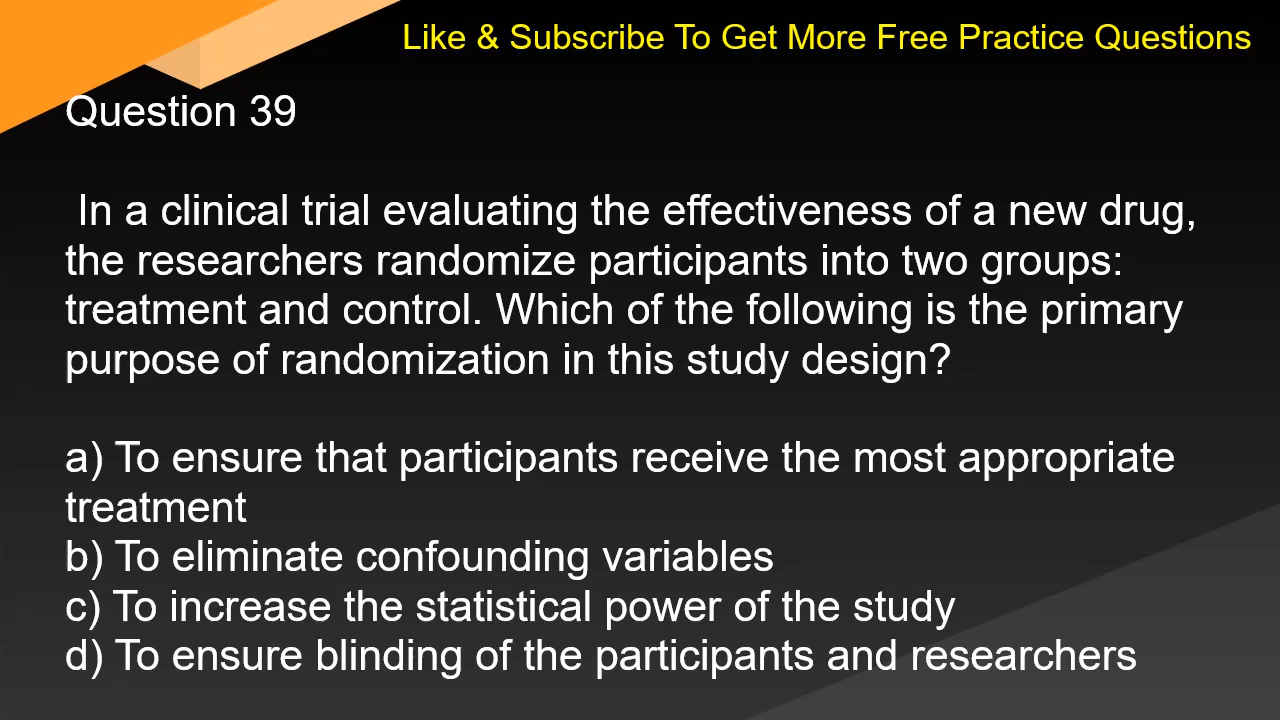 Like & Subscribe To Get More Free Practice Questions
Question 39
In a clinical trial evaluating the effectiveness of a new drug,
the researchers randomize participants into two groups:
treatment and control. Which of the following is the primary
purpose of randomization in this study design?
a) To ensure that participants receive the most appropriate
treatment
b) To eliminate confounding variables
c) To increase the statistical power of the study
d) To ensure blinding of the participants and researchers